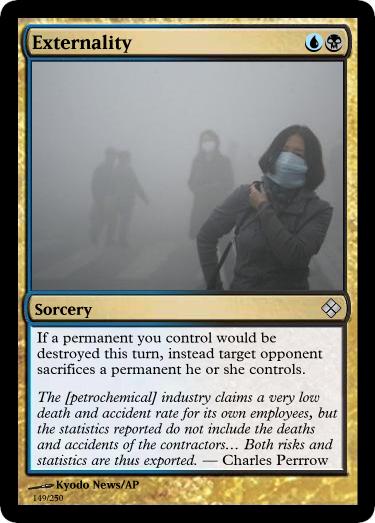 Externality
Sorcery
If a permanent you control would be
destroyed this turn, instead target opponent
sacrifices a permanent he or she controls.
The [petrochemical] industry claims a very low
death and accident rate for its own employees, but
the statistics reported do not include the deaths
and accidents of the contractors… Both risks and
statistics are thus exported. — Charles Perrrow
Kyodo News/AP
149/250